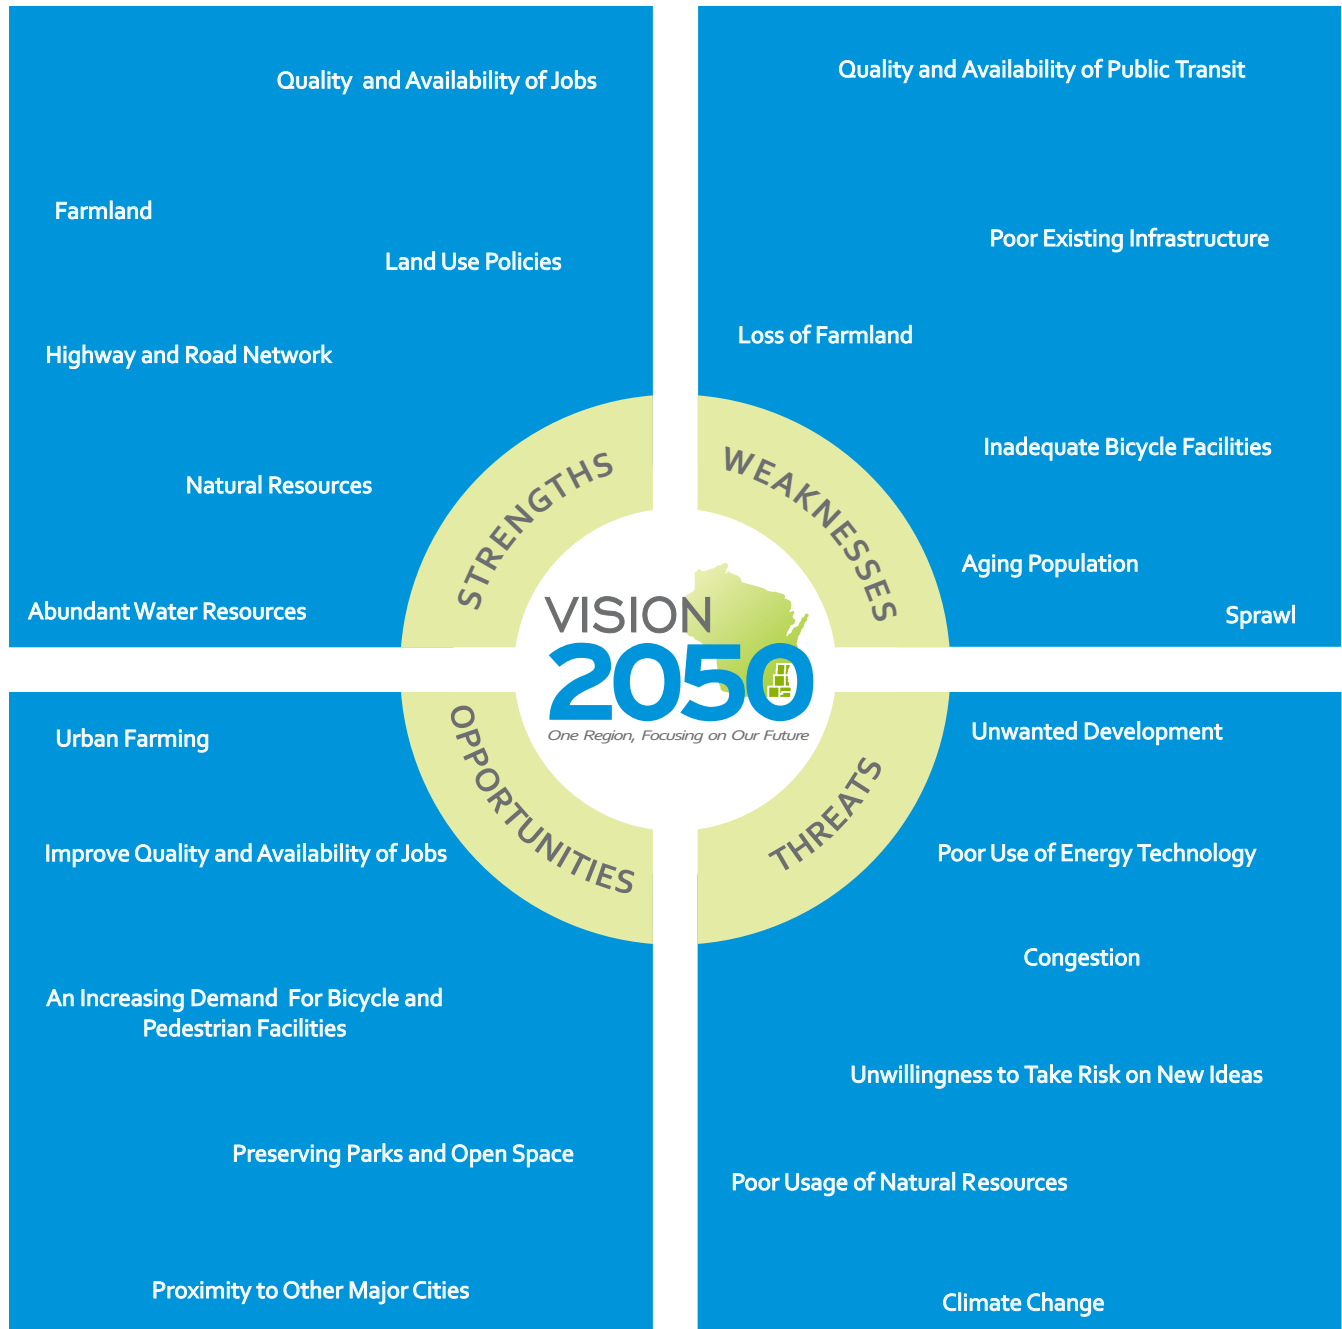 Quality and Availability of Jobs
Farmland
Land Use Policies
Highway and Road Network
Natural Resources
Abundant Water Resources
STRENGTHS
Quality and Availability of Public Transit
Poor Existing Infrastructure
Loss of Farmland
Inadequate Bicycle Facilities
Aging Population
Sprawl
WEAKNESSES
VISION
2050
One Region, Focusing on Our Future
Urban Farming
Improve Quality and Availability of Jobs
An Increasing Demand For Bicycle and
Pedestrian Facilities
Preserving Parks and Open Space
Proximity to Other Major Cities
OPPORTUNITIES
Unwanted Development
Poor Use of Energy Technology
Congestion
Unwillingness to Take Risk on New Ideas
Poor Usage of Natural Resources
Climate Change
THREATS